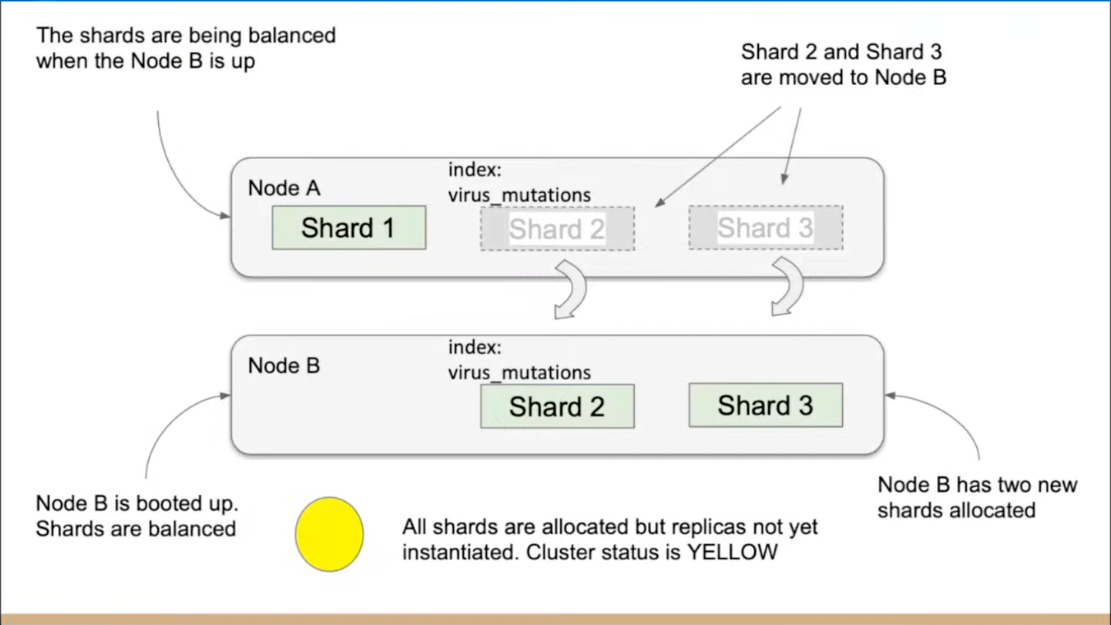 The shards are being balanced
when the Node B is up
Shard 2 and Shard 3
are moved to Node B
index:
virus_mutations
Node A
Shard 1
Shard 2
Shard 3
index:
virus_mutations
Node B
Shard 2
Shard 3
Node B is booted up.
Shards are balanced
Node B has two new
shards allocated
All shards are allocated but replicas not yet
instantiated. Cluster status is YELLOW